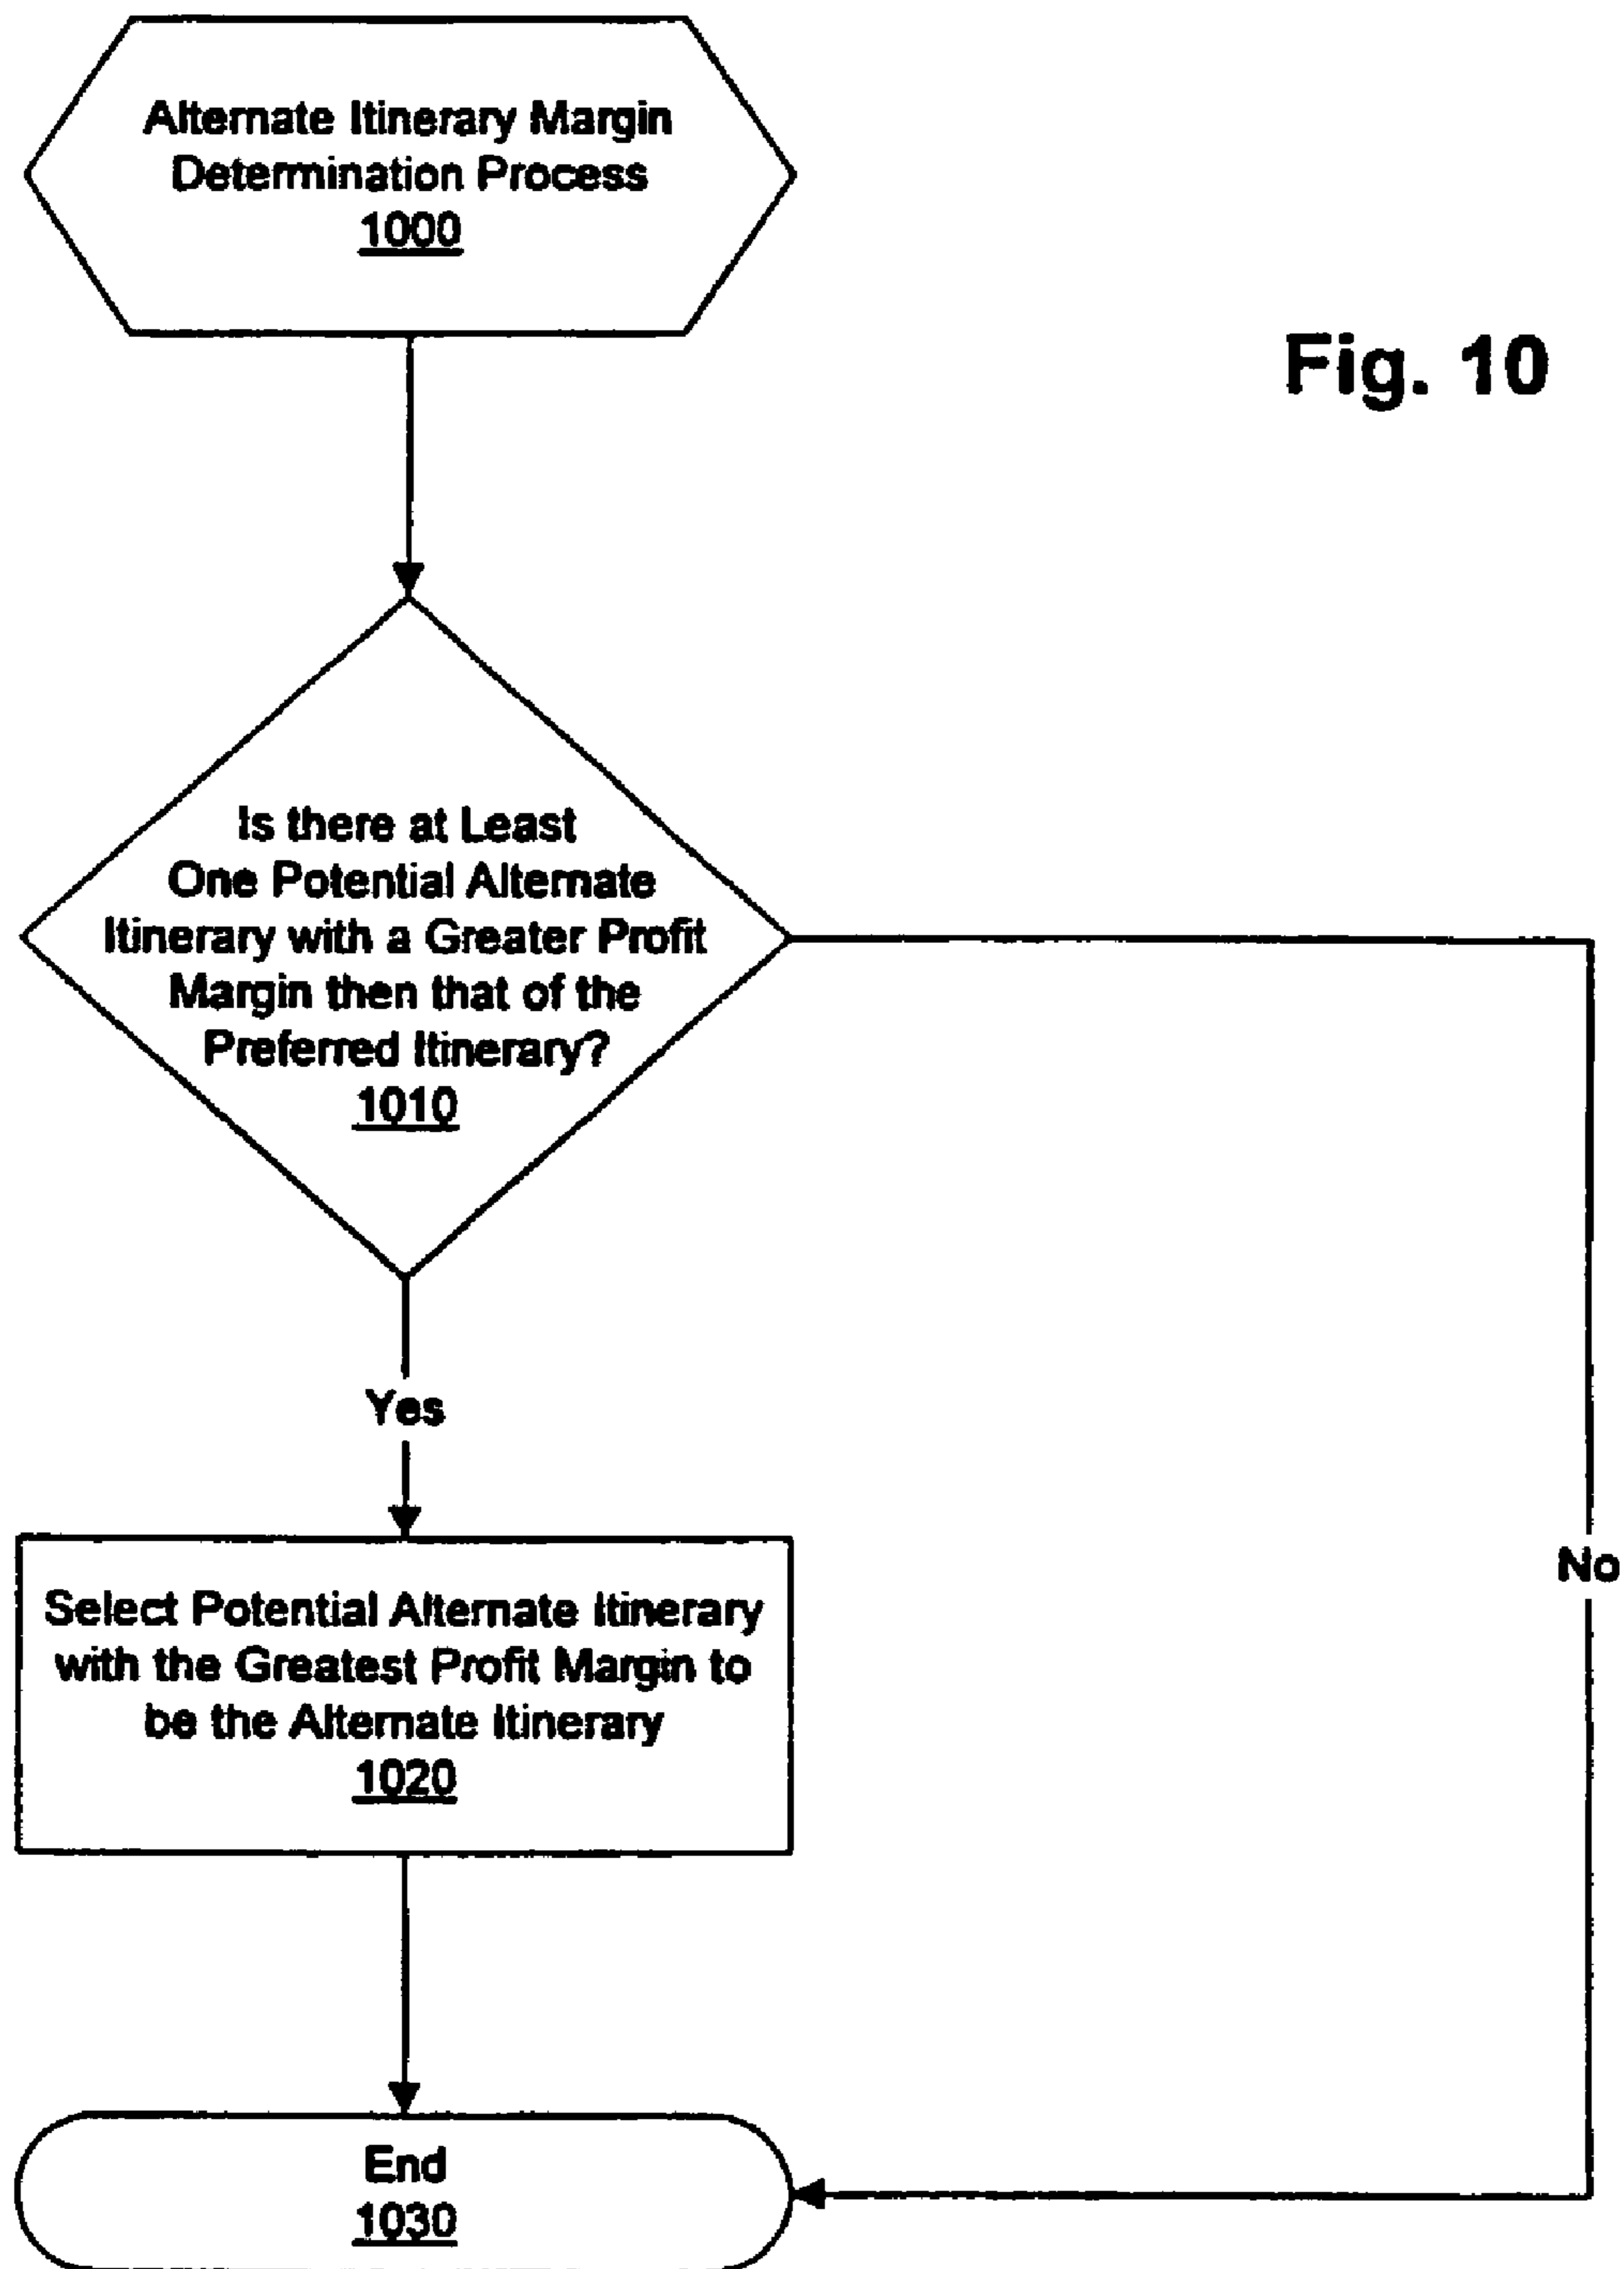 Alternate Itinerary Margin
Determination Process
1000
Fig. 10
Is there at Least
One Potential Alternate
Itinerary with a Greater Profit
Margin then that of the
Preferred Itinerary?
1010
Yes
No
Select Potential Alternate Itinerary
with the Greatest Profit Margin to
be the Alternate Itinerary
1020
End
1030